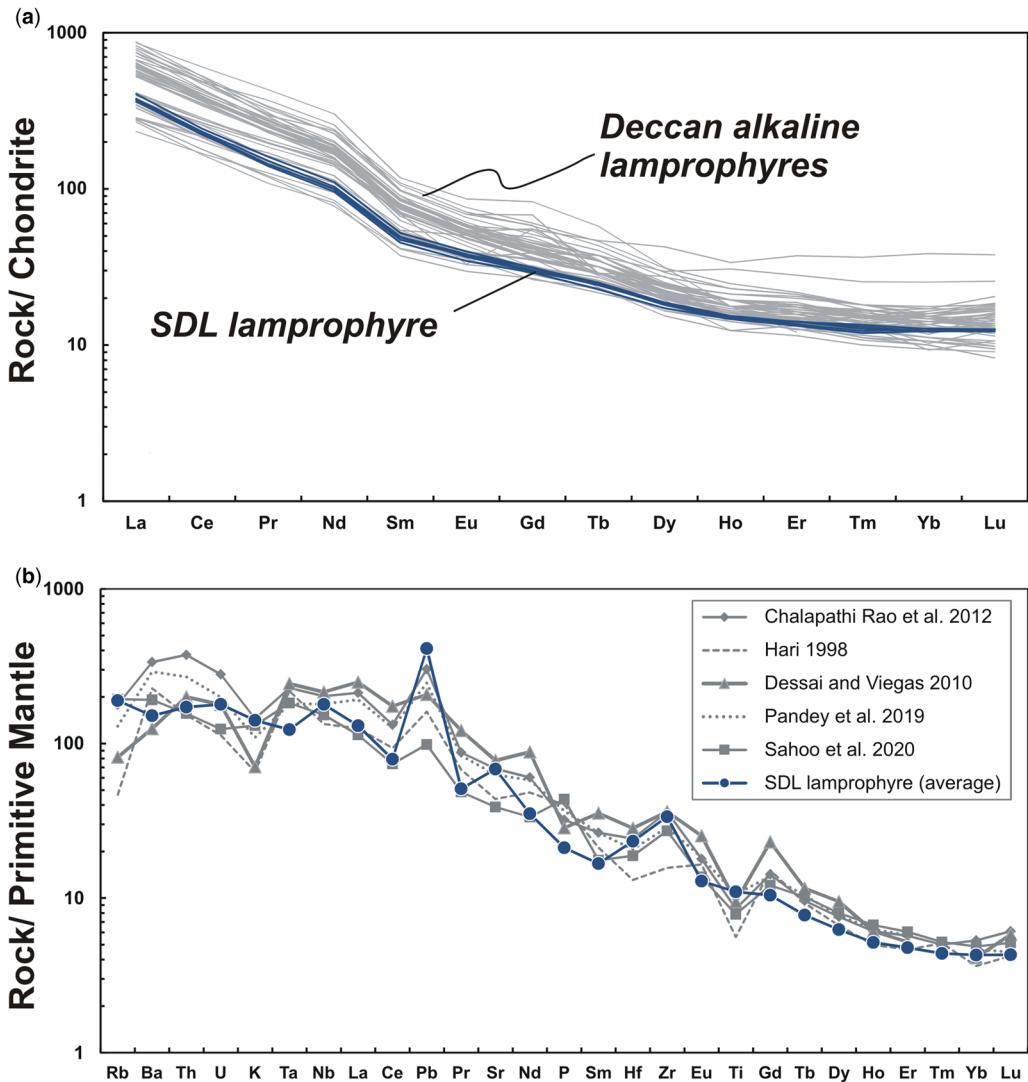 (a)
1000
100
10
1
Rock/ Chondrite
Deccan alkaline
lamprophyres
SDL lamprophyre
La Ce Pr Nd Sm Eu Gd Tb Dy Ho Er Tm Yb Lu
(b)
1000
100
10
1
Rock/ Primitive Mantle
Chalapathi Rao et al. 2012
Hari 1998
Dessai and Viegas 2010
Pandey et al. 2019
Sahoo et al. 2020
SDL lamprophyre (average)
Rb Ba Th U K Ta Nb La Ce Pb Pr Sr Nd P Sm Hf Zr Eu Ti Gd Tb Dy Ho Er Tm Yb Lu